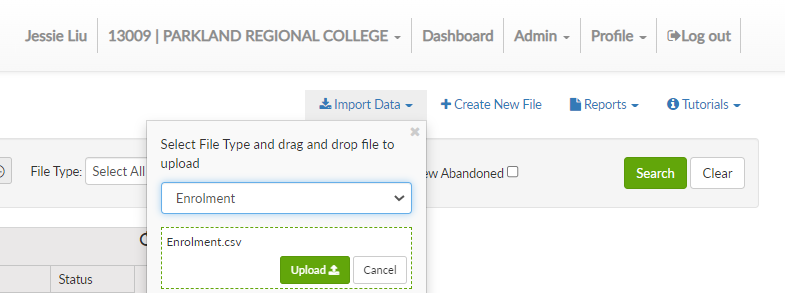 Jessie Liu 13009 | PARKLAND REGIONAL COLLEGE Dashboard Admin Profile Log out
Import Data Create New File Reports Tutorials
Select File Type and drag and drop file to
upload
File Type: Select All Abandoned Search Clear
Enrolment
Enrolment.csv
Upload Cancel
Status